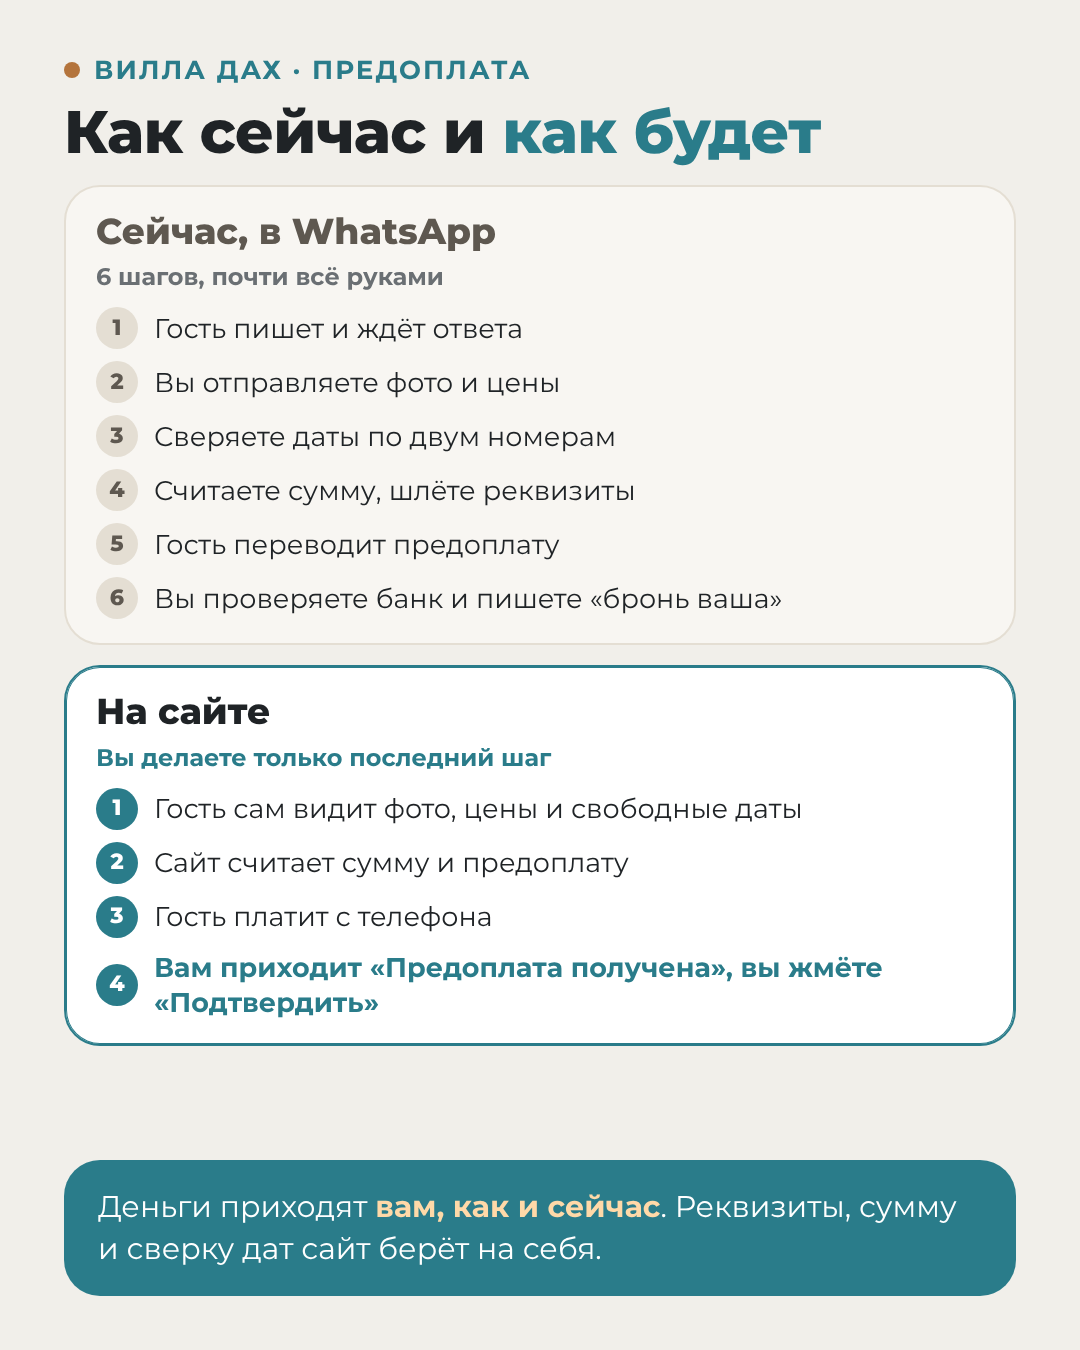 ВИЛЛА ДАХ · ПРЕДОПЛАТА
Как сейчас и как будет
Сейчас, в WhatsApp
6 шагов, почти всё руками
1 Гость пишет и ждёт ответа
2 Вы отправляете фото и цены
3 Сверяете даты по двум номерам
4 Считаете сумму, шлёте реквизиты
5 Гость переводит предоплату
6 Вы проверяете банк и пишете «бронь ваша»
На сайте
Вы делаете только последний шаг
1 Гость сам видит фото, цены и свободные даты
2 Сайт считает сумму и предоплату
3 Гость платит с телефона
4 Вам приходит «Предоплата получена», вы жмёте
«Подтвердить»
Деньги приходят вам, как и сейчас. Реквизиты, сумму
и сверку дат сайт берёт на себя.